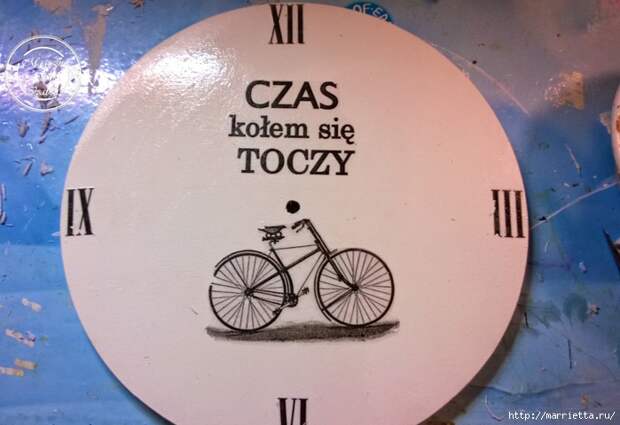 XII
CZAS
kołem się
TOCZY
IX
III
VI
http://marrietta.ru/